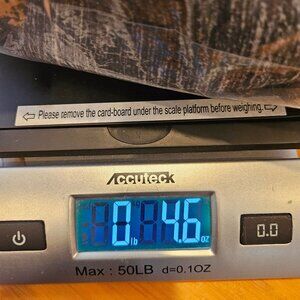 ⇦ Please remove the card-board under the scale platform before weighing. ⇨
Accuteck
0 lb 4.6 oz
0.0
Max : 50LB d=0.1OZ